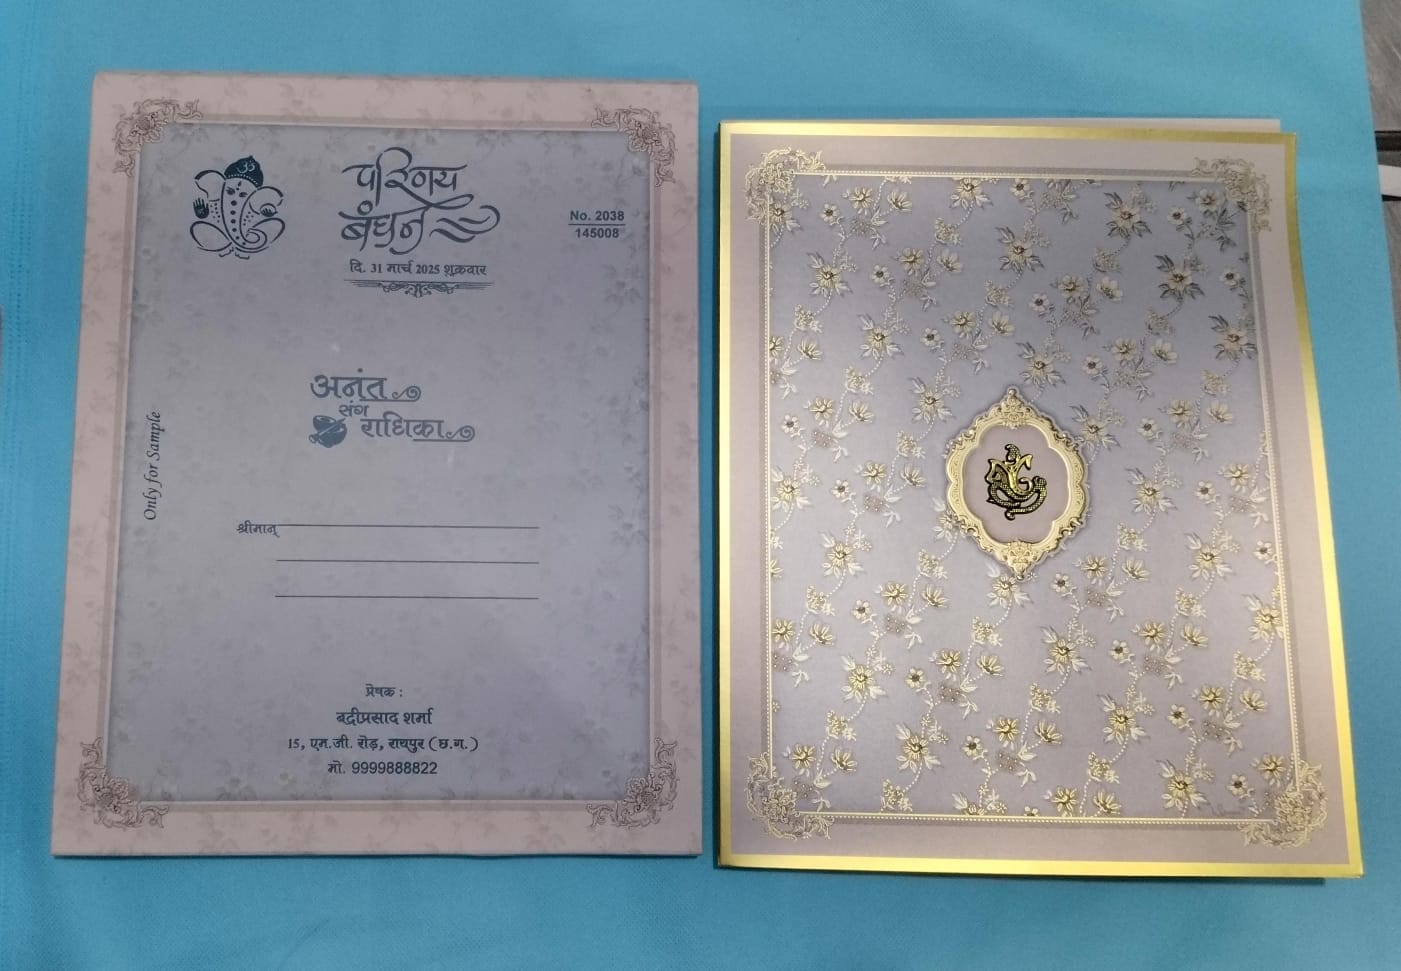 ॐ
परिणय
बंधन
No. 2038
145008
दि. 31 मार्च 2025 शुक्रवार
अनंत
संग
राधिका
Only for Sample
श्रीमान्
प्रेषक :
बद्रीप्रसाद शर्मा
15, एम.जी. रोड़, रायपुर (छ.ग.)
मो. 9999888822